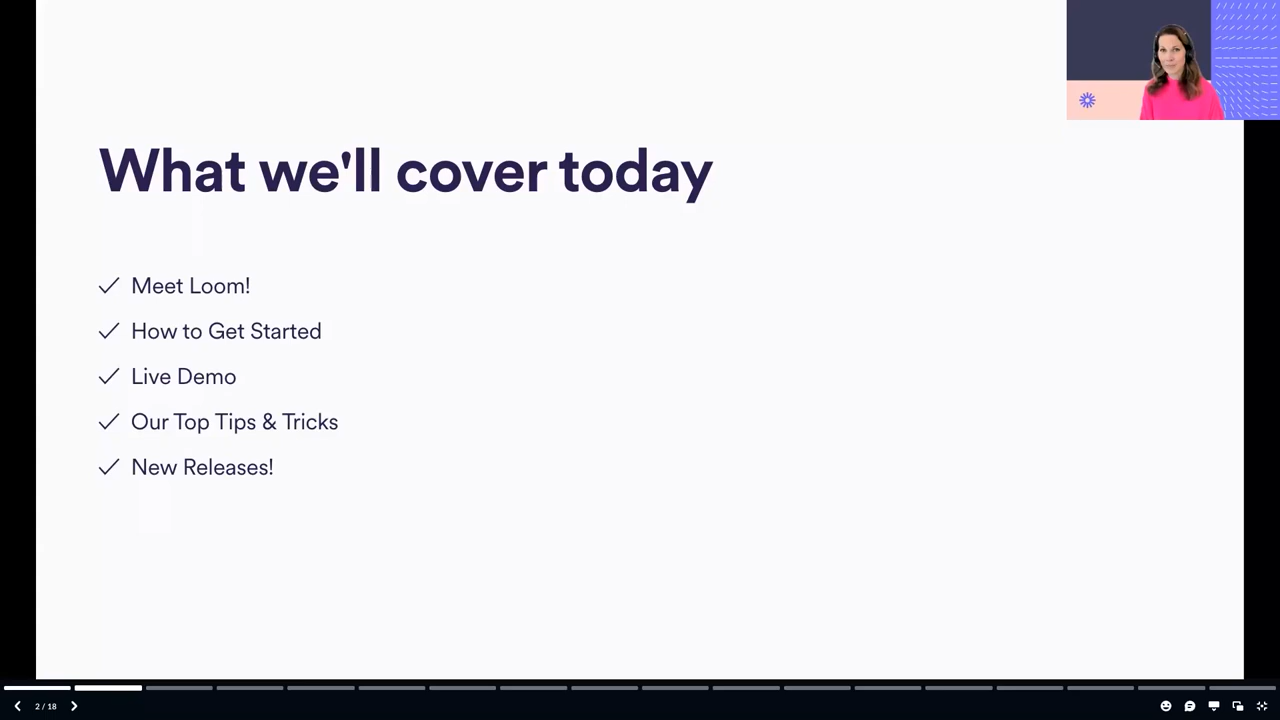 What we'll cover today
Meet Loom!
How to Get Started
Live Demo
Our Top Tips & Tricks
New Releases!
2 / 18